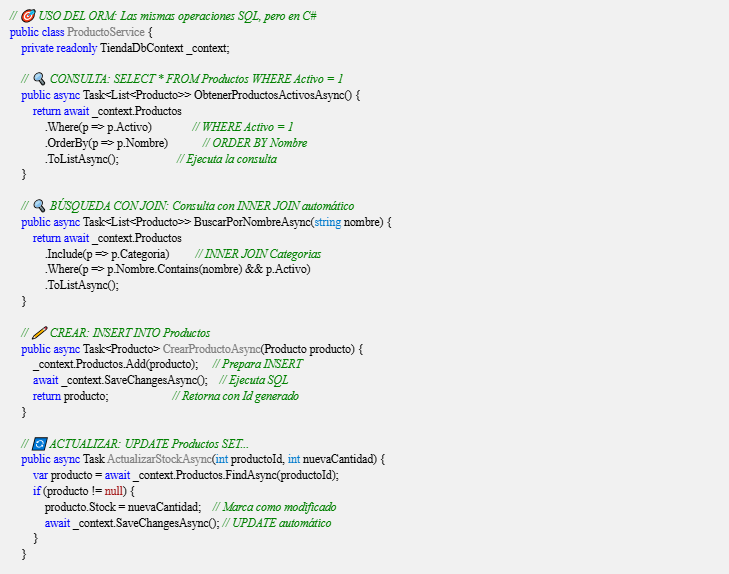 // 🎯 USO DEL ORM: Las mismas operaciones SQL, pero en C#
public class ProductoService {
    private readonly TiendaDbContext _context;

    // 🔍 CONSULTA: SELECT * FROM Productos WHERE Activo = 1
    public async Task<List<Producto>> ObtenerProductosActivosAsync() {
        return await _context.Productos
            .Where(p => p.Activo)             // WHERE Activo = 1
            .OrderBy(p => p.Nombre)           // ORDER BY Nombre
            .ToListAsync();                   // Ejecuta la consulta
    }

    // 🔍 BÚSQUEDA CON JOIN: Consulta con INNER JOIN automático
    public async Task<List<Producto>> BuscarPorNombreAsync(string nombre) {
        return await _context.Productos
            .Include(p => p.Categoria)        // INNER JOIN Categorias
            .Where(p => p.Nombre.Contains(nombre) && p.Activo)
            .ToListAsync();
    }

    // ✏️ CREAR: INSERT INTO Productos
    public async Task<Producto> CrearProductoAsync(Producto producto) {
        _context.Productos.Add(producto);     // Prepara INSERT
        await _context.SaveChangesAsync();    // Ejecuta SQL
        return producto;                      // Retorna con Id generado
    }

    // 🔄 ACTUALIZAR: UPDATE Productos SET...
    public async Task ActualizarStockAsync(int productoId, int nuevaCantidad) {
        var producto = await _context.Productos.FindAsync(productoId);
        if (producto != null) {
            producto.Stock = nuevaCantidad;    // Marca como modificado
            await _context.SaveChangesAsync(); // UPDATE automático
        }
    }